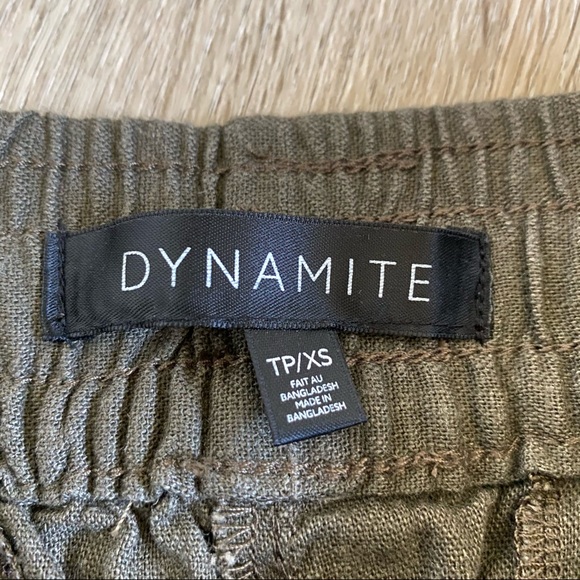 DYNAMITE
TP/XS
FAIT AU
BANGLADESH
MADE IN
BANGLADESH